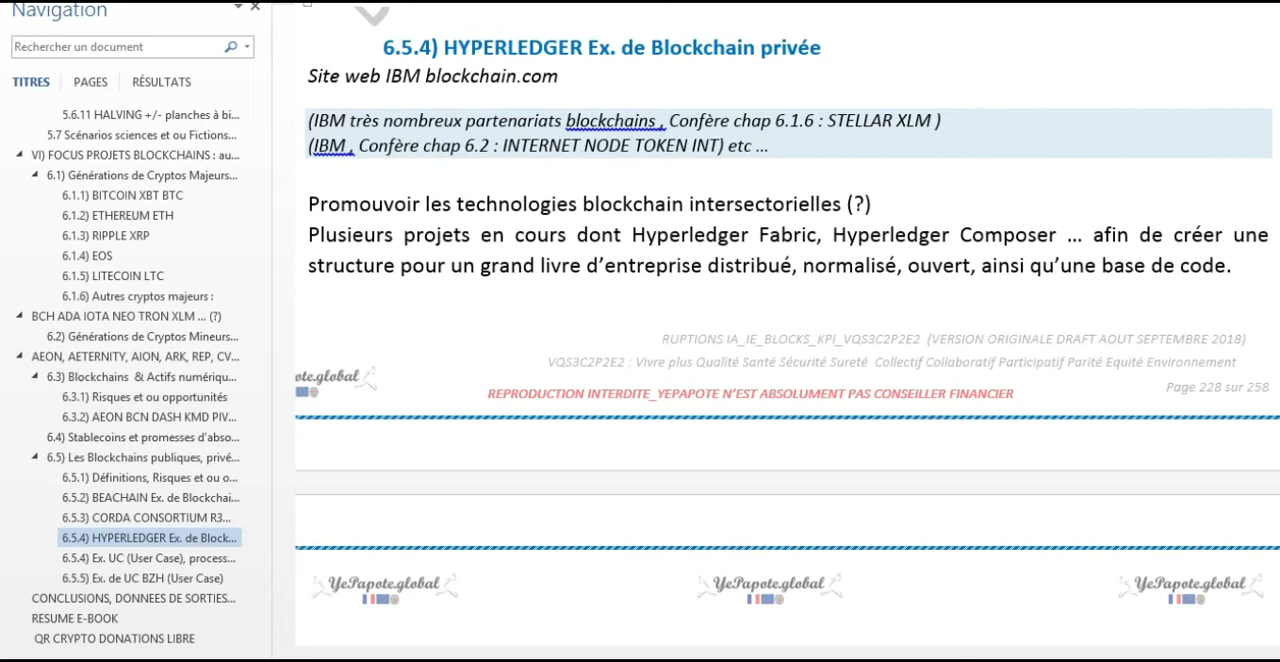 Navigation
Rechercher un document
TITRES PAGES RÉSULTATS
5.6.11 HALVING +/- planches à bi...
5.7 Scénarios sciences et ou Fictions...
VI) FOCUS PROJETS BLOCKCHAINS : au...
6.1) Générations de Cryptos Majeurs...
6.1.1) BITCOIN XBT BTC
6.1.2) ETHEREUM ETH
6.1.3) RIPPLE XRP
6.1.4) EOS
6.1.5) LITECOIN LTC
6.1.6) Autres cryptos majeurs :
BCH ADA IOTA NEO TRON XLM ... (?)
6.2) Générations de Cryptos Mineurs...
AEON, AETERNITY, AION, ARK, REP, CV...
6.3) Blockchains & Actifs numériqu...
6.3.1) Risques et ou opportunités
6.3.2) AEON BCN DASH KMD PIV...
6.4) Stablecoins et promesses d'abso...
6.5) Les Blockchains publiques, privé...
6.5.1) Définitions, Risques et ou o...
6.5.2) BEACHAIN Ex. de Blockchai...
6.5.3) CORDA CONSORTIUM R3...
6.5.4) HYPERLEDGER Ex. de Block...
6.5.4) Ex. UC (User Case), process...
6.5.5) Ex. de UC BZH (User Case)
CONCLUSIONS, DONNEES DE SORTIES...
RESUME E-BOOK
QR CRYPTO DONATIONS LIBRE
6.5.4) HYPERLEDGER Ex. de Blockchain privée
Site web IBM blockchain.com
(IBM très nombreux partenariats blockchains , Confère chap 6.1.6 : STELLAR XLM )
(IBM , Confère chap 6.2 : INTERNET NODE TOKEN INT) etc ...
Promouvoir les technologies blockchain intersectorielles (?)
Plusieurs projets en cours dont Hyperledger Fabric, Hyperledger Composer ... afin de créer une
structure pour un grand livre d'entreprise distribué, normalisé, ouvert, ainsi qu'une base de code.
RUPTIONS IA_IE_BLOCKS_KPI_VQS3C2P2E2 (VERSION ORIGINALE DRAFT AOUT SEPTEMBRE 2018)
VQS3C2P2E2 : Vivre plus Qualité Santé Sécurité Sureté Collectif Collaboratif Participatif Parité Equité Environnement
ote.global
REPRODUCTION INTERDITE_YEPAPOTE N'EST ABSOLUMENT PAS CONSEILLER FINANCIER
Page 228 sur 258
YePapote.global YePapote.global YePapote.global